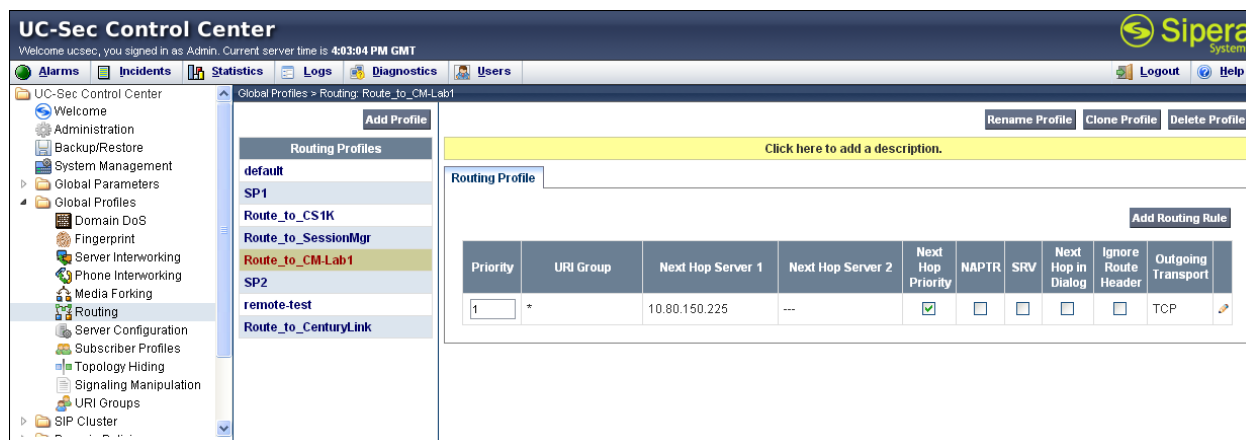 UC-Sec Control Center
Welcome ucsec, you signed in as Admin. Current server time is 4:03:04 PM GMT
Sipera
System
Alarms Incidents Statistics Logs Diagnostics Users Logout Help
UC-Sec Control Center
Welcome
Administration
Backup/Restore
System Management
Global Parameters
Global Profiles
Domain DoS
Fingerprint
Server Interworking
Phone Interworking
Media Forking
Routing
Server Configuration
Subscriber Profiles
Topology Hiding
Signaling Manipulation
URI Groups
SIP Cluster
Global Profiles > Routing: Route_to_CM-Lab1
Add Profile
Routing Profiles
default
SP1
Route_to_CS1K
Route_to_SessionMgr
Route_to_CM-Lab1
SP2
remote-test
Route_to_CenturyLink
Rename Profile Clone Profile Delete Profile
Click here to add a description.
Routing Profile
Add Routing Rule
Priority URI Group Next Hop Server 1 Next Hop Server 2 Next Hop Priority NAPTR SRV Next Hop in Dialog Ignore Route Header Outgoing Transport
1 * 10.80.150.225 --- TCP